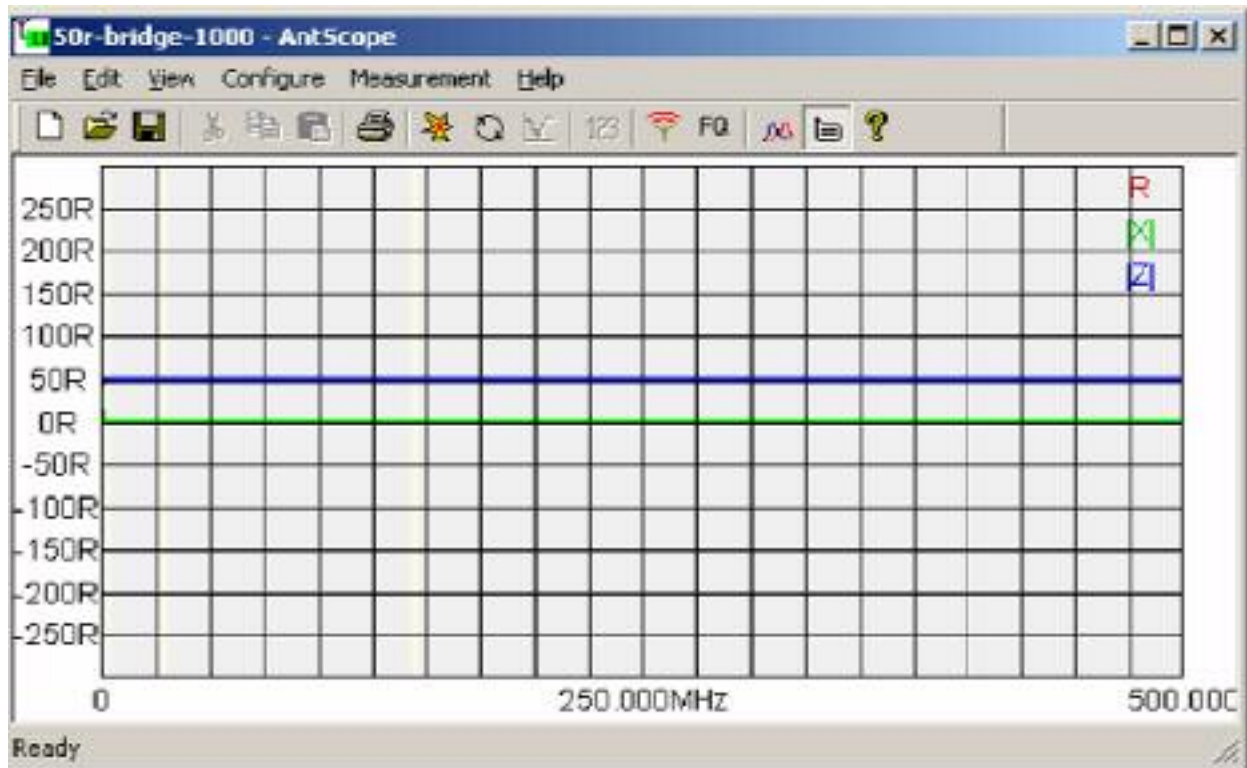 50r-bridge-1000 - AntScope
File Edit View Configure Measurement Help
123 FQ
R
|X|
|Z|
250R
200R
150R
100R
50R
0R
-50R
-100R
-150R
-200R
-250R
0 250.000MHz 500.000
Ready